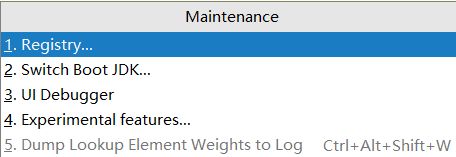 Maintenance
1. Registry...
2. Switch Boot JDK...
3. UI Debugger
4. Experimental features...
5. Dump Lookup Element Weights to Log Ctrl+Alt+Shift+W